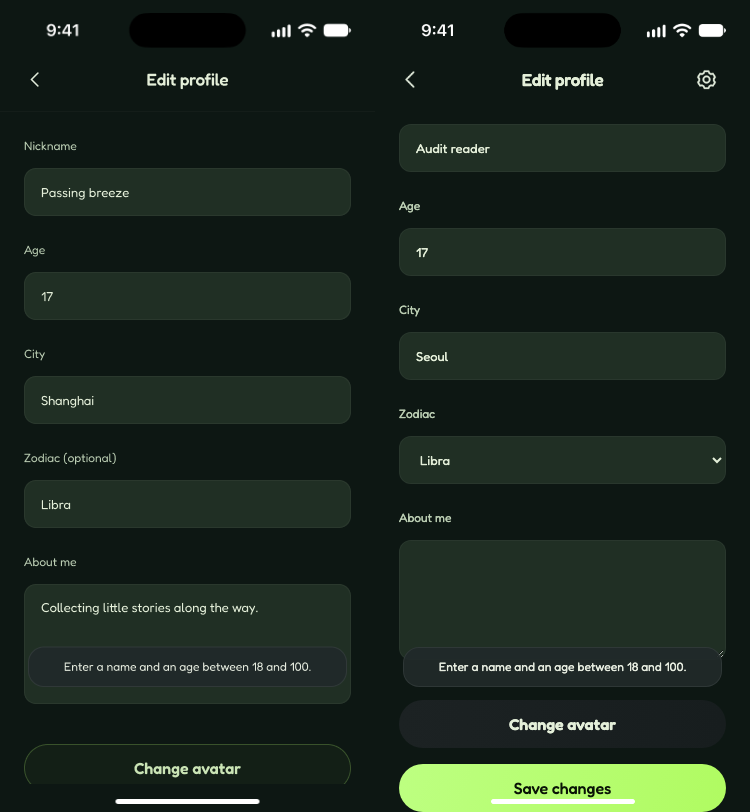 9:41
Edit profile
Nickname
Passing breeze
Age
17
City
Shanghai
Zodiac (optional)
Libra
About me
Collecting little stories along the way.
Enter a name and an age between 18 and 100.
Change avatar
9:41
Edit profile
Audit reader
Age
17
City
Seoul
Zodiac
Libra
About me
Enter a name and an age between 18 and 100.
Change avatar
Save changes